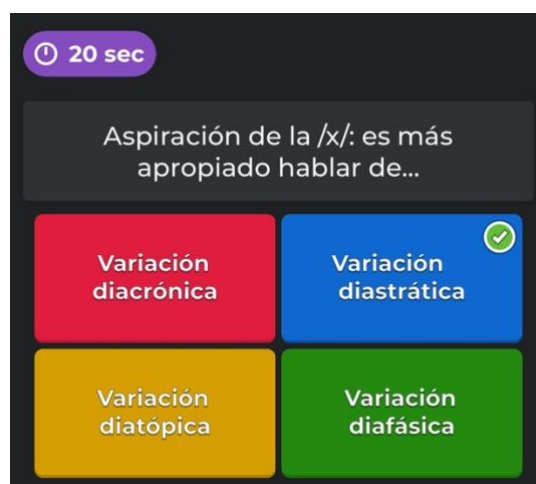 20 sec
Aspiración de la /x/: es más
apropiado hablar de...
Variación
diacrónica
Variación
diastrática
Variación
diatópica
Variación
diafásica